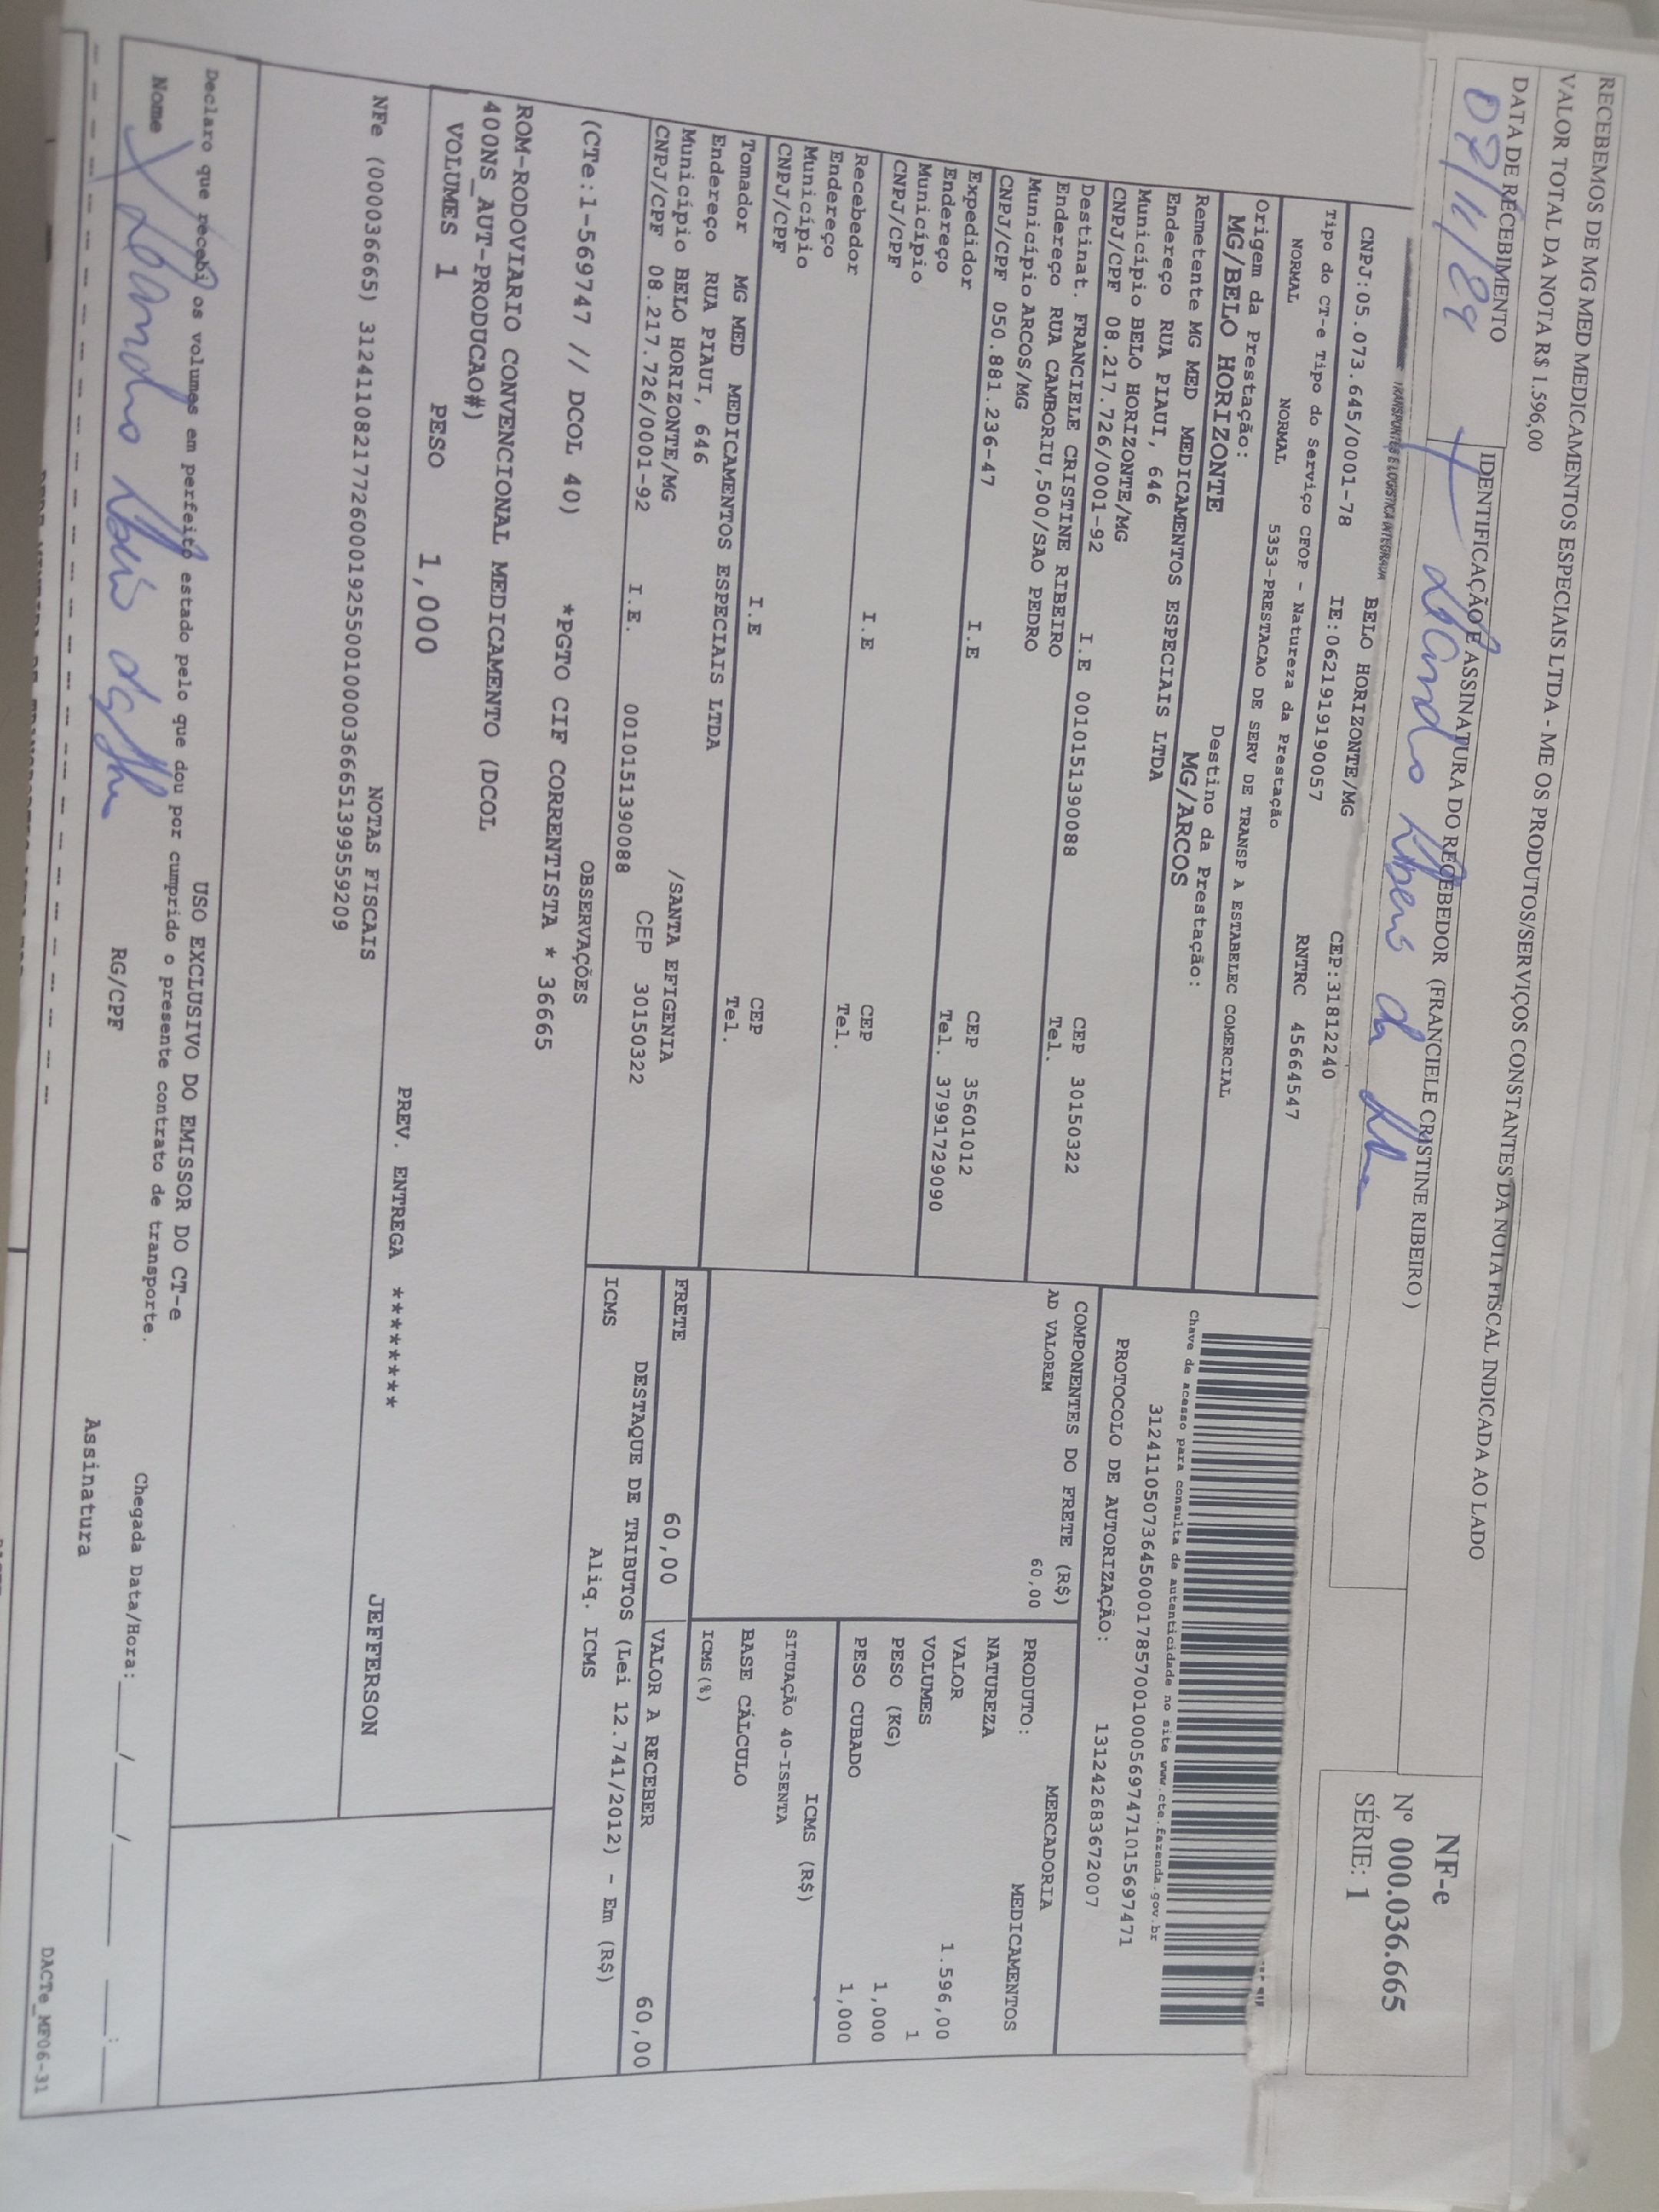 RECEBEMOS DE MG MED MEDICAMENTOS ESPECIAIS LTDA - ME OS PRODUTOS/SERVIÇOS CONSTANTES DA NOTA FISCAL INDICADA AO LADO
VALOR TOTAL DA NOTA R$ 1.596,00
DATA DE RECEBIMENTO
IDENTIFICAÇÃO E ASSINATURA DO RECEBEDOR (FRANCIELE CRISTINE RIBEIRO )
NF-e
Nº 000.036.665
SÉRIE: 1
TRANSPORTES E LOGISTICA INTEGRADA
CNPJ:05.073.645/0001-78 BELO HORIZONTE/MG CEP:31812240
IE:0621919190057 RNTRC 45664547
Tipo do CT-e Tipo do Serviço CFOP - Natureza da Prestação
NORMAL NORMAL 5353-PRESTACAO DE SERV DE TRANSP A ESTABELEC COMERCIAL
Origem da Prestação: Destino da Prestação:
MG/BELO HORIZONTE MG/ARCOS
Remetente MG MED MEDICAMENTOS ESPECIAIS LTDA
Endereço RUA PIAUI, 646
Município BELO HORIZONTE/MG CEP 30150322
CNPJ/CPF 08.217.726/0001-92 I.E 0010151390088 Tel.
Destinat. FRANCIELE CRISTINE RIBEIRO
Endereço RUA CAMBORIU,500/SAO PEDRO
Município ARCOS/MG CEP 35601012
CNPJ/CPF 050.881.236-47 I.E Tel. 37991729090
Expedidor
Endereço
Município CEP
CNPJ/CPF I.E Tel.
Recebedor
Endereço
Município CEP
CNPJ/CPF I.E Tel.
Tomador MG MED MEDICAMENTOS ESPECIAIS LTDA
Endereço RUA PIAUI, 646 /SANTA EFIGENIA
Município BELO HORIZONTE/MG CEP 30150322
CNPJ/CPF 08.217.726/0001-92 I.E. 0010151390088
Chave de acesso para consulta de autenticidade no site www.cte.fazenda.gov.br
31241105073645000178570010005697471015697471
PROTOCOLO DE AUTORIZAÇÃO: 131242683672007
COMPONENTES DO FRETE (R$)
AD VALOREM 60,00
PRODUTO: MERCADORIA
NATUREZA MEDICAMENTOS
VALOR 1.596,00
VOLUMES 1
PESO (KG) 1,000
PESO CUBADO 1,000
ICMS (R$)
SITUAÇÃO 40-ISENTA
BASE CÁLCULO
ICMS(%)
FRETE 60,00 VALOR A RECEBER 60,00
DESTAQUE DE TRIBUTOS (Lei 12.741/2012) - Em (R$)
ICMS Aliq. ICMS
OBSERVAÇÕES
(CTe:1-569747 // DCOL 40) *PGTO CIF CORRENTISTA * 36665
ROM-RODOVIARIO CONVENCIONAL MEDICAMENTO (DCOL
400NS_AUT-PRODUCAO#)
VOLUMES 1 PESO 1,000 PREV. ENTREGA ******** JEFFERSON
NOTAS FISCAIS
NFe (000036665) 31241108217726000192550010000366651399559209
USO EXCLUSIVO DO EMISSOR DO CT-e
Declaro que recebi os volumes em perfeito estado pelo que dou por cumprido o presente contrato de transporte.
Nome RG/CPF Assinatura Chegada Data/Hora:___/___/____ ___:___
DACTe_MF06-31